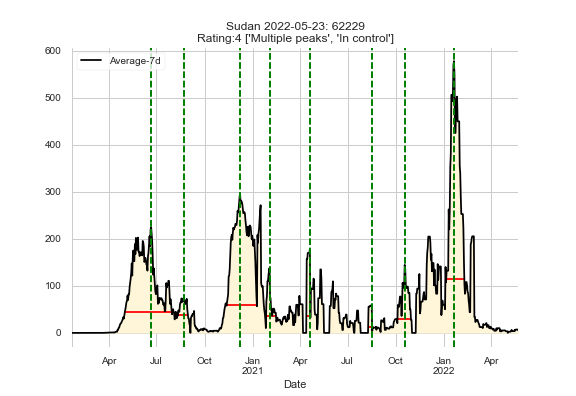 Sudan 2022-05-23: 62229
Rating:4 ['Multiple peaks', 'In control']
Average-7d
600
500
400
300
200
100
0
Apr Jul Oct Jan Apr Jul Oct Jan Apr
2021 2022
Date